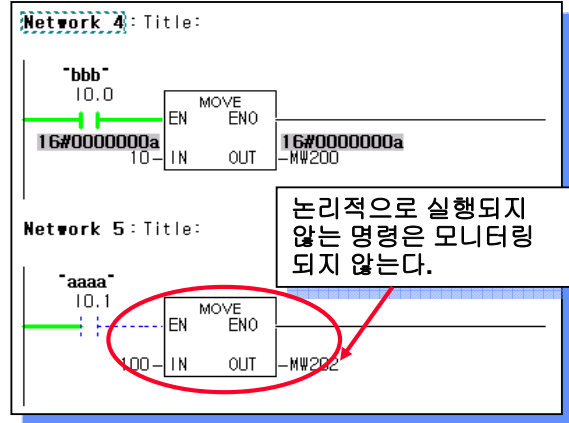 Network 4 : Title:
"bbb"
I0.0
MOVE
EN ENO
16#0000000a 16#0000000a
10 IN OUT MW200
논리적으로 실행되지
않는 명령은 모니터링
되지 않는다.
Network 5 : Title:
"aaaa"
I0.1
MOVE
EN ENO
100 IN OUT MW202